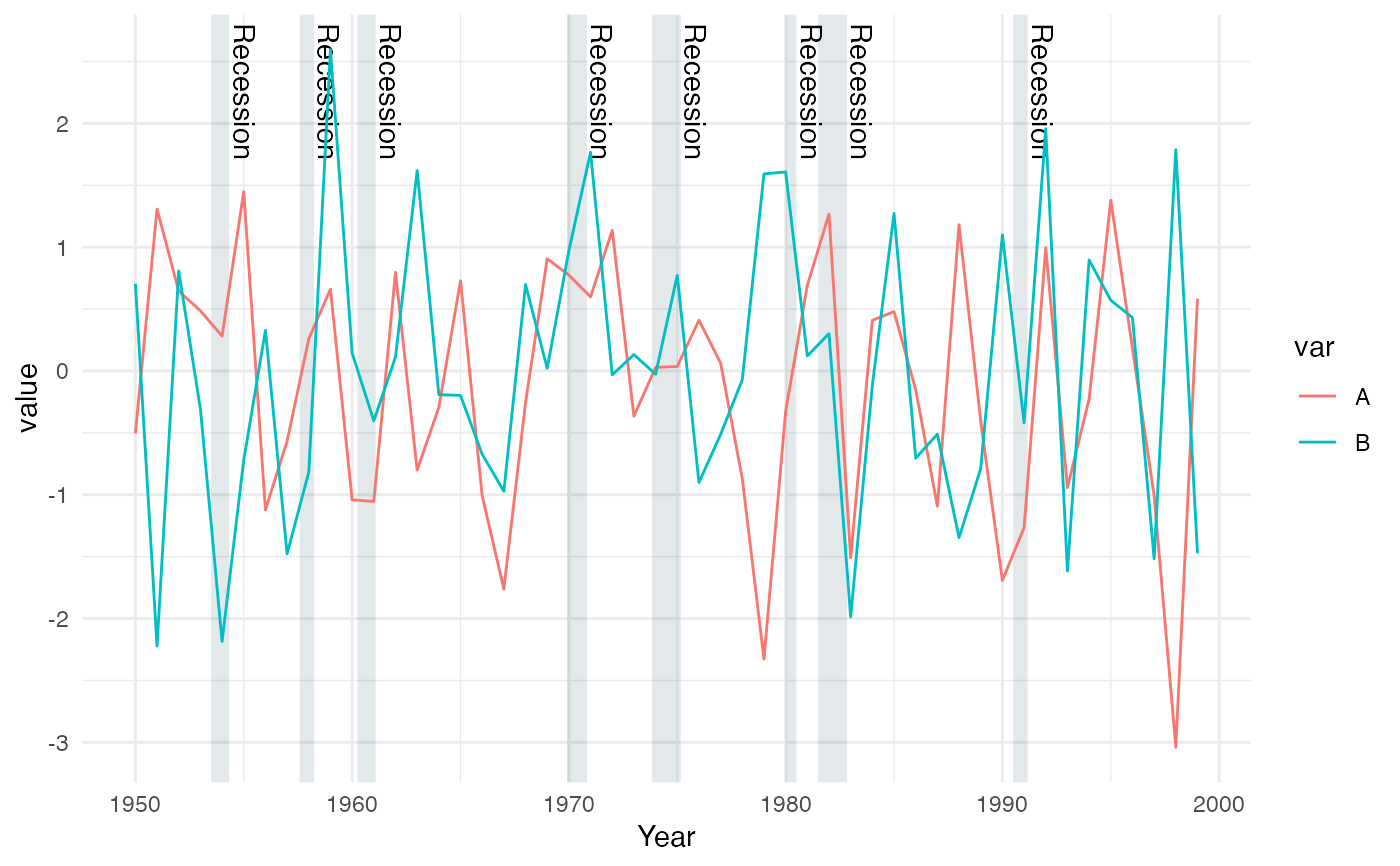 Recession
Recession
Recession
Recession
Recession
Recession
Recession
Recession
2
1
0
-1
-2
-3
value
1950
1960
1970
1980
1990
2000
Year
var
A
B